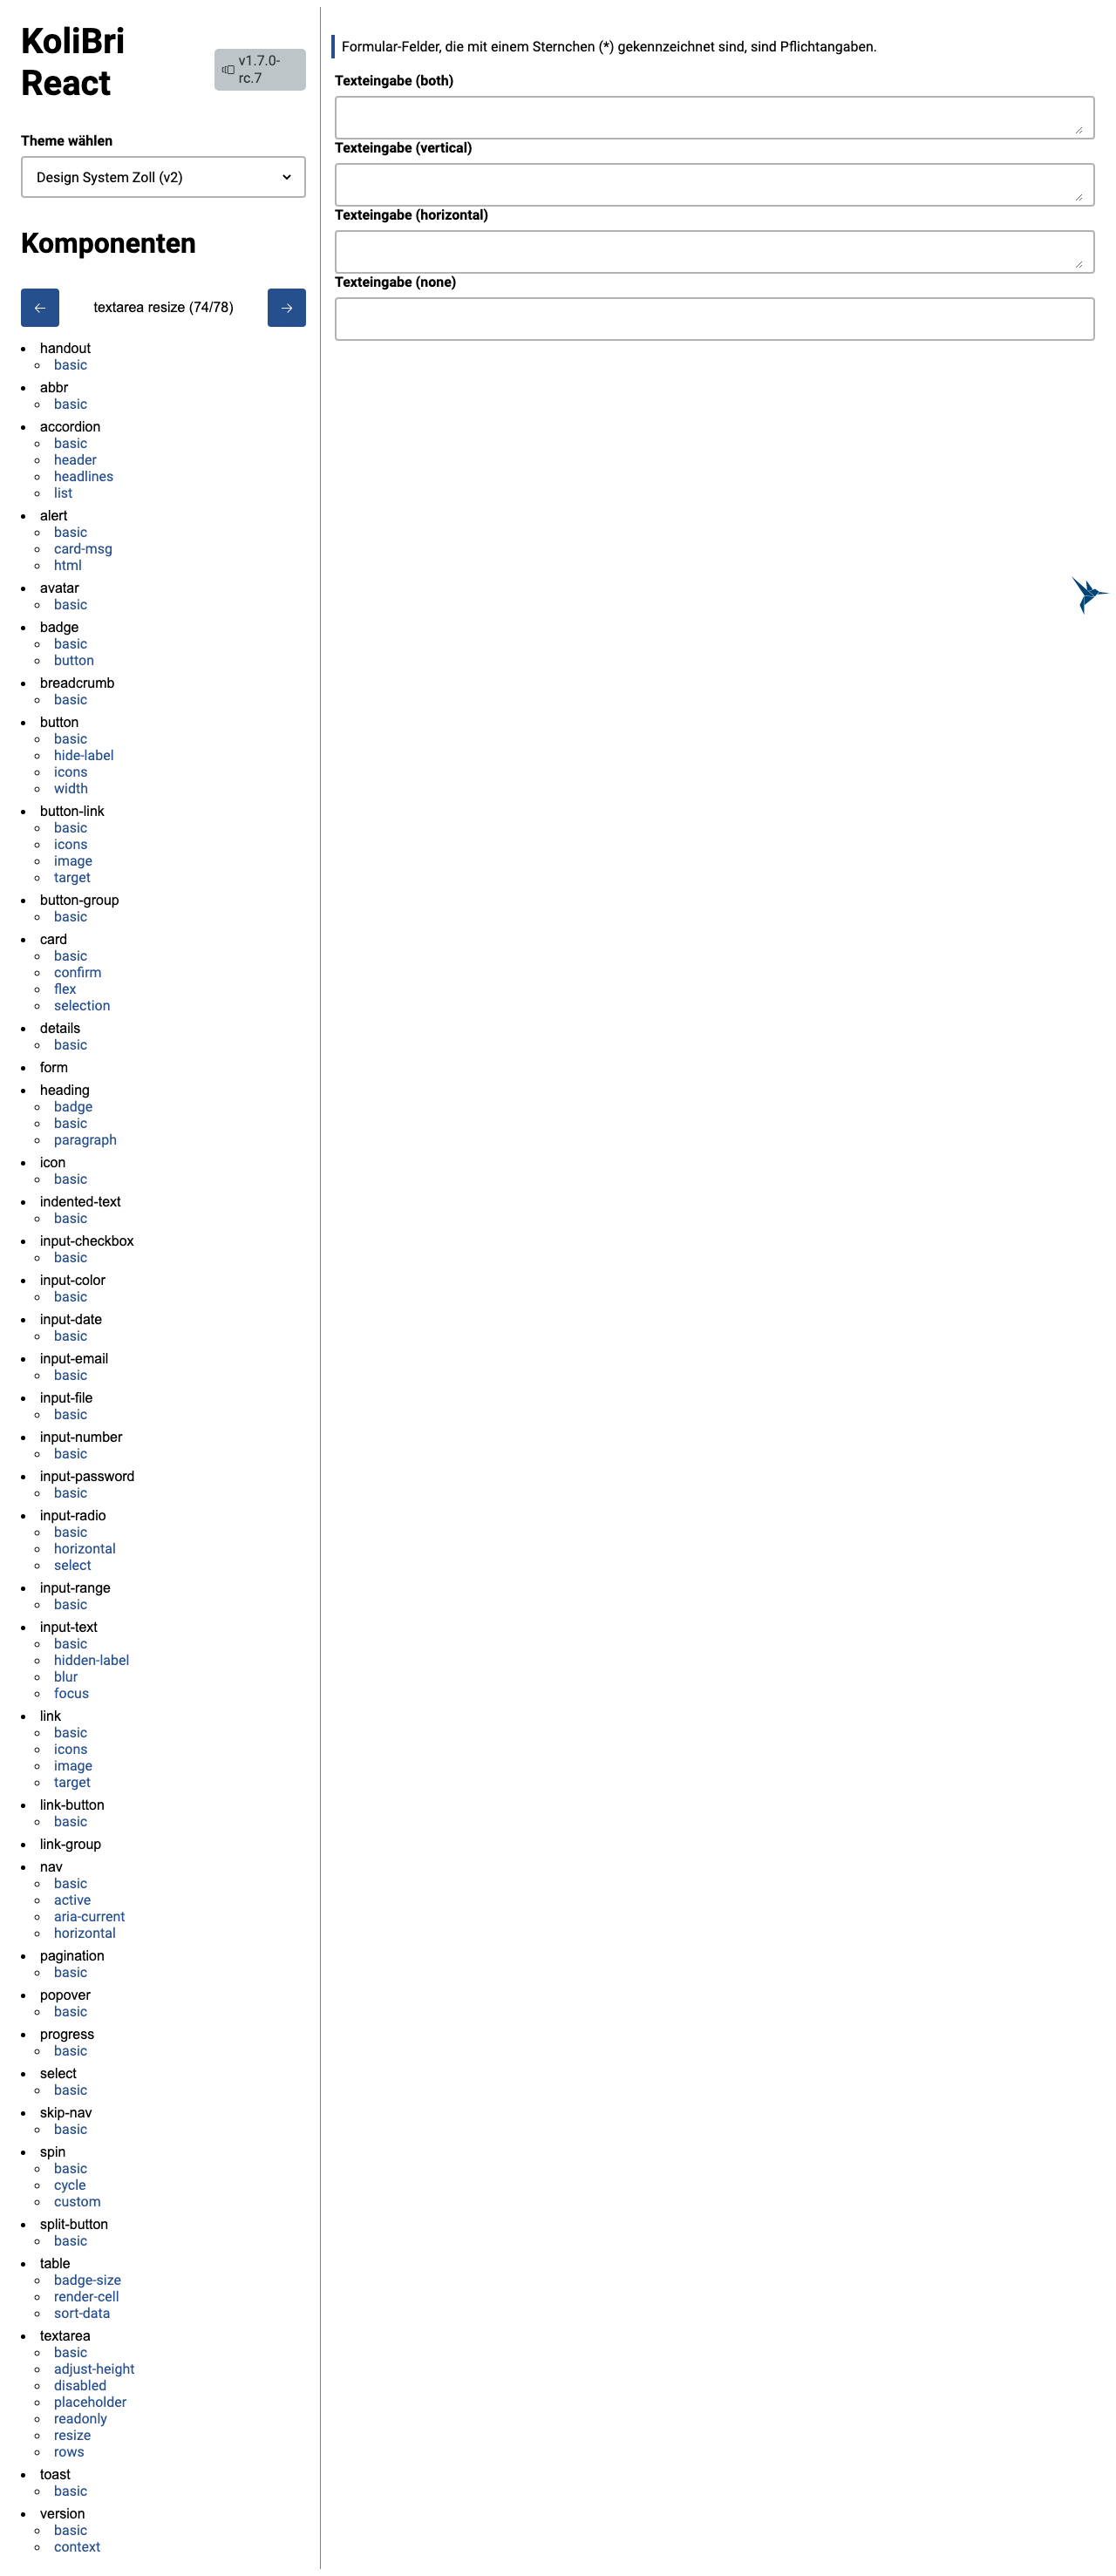 KoliBri
React
v1.7.0-
rc.7
Theme wählen
Design System Zoll (v2)
Komponenten
textarea resize (74/78)
handout
basic
abbr
basic
accordion
basic
header
headlines
list
alert
basic
card-msg
html
avatar
basic
badge
basic
button
breadcrumb
basic
button
basic
hide-label
icons
width
button-link
basic
icons
image
target
button-group
basic
card
basic
confirm
flex
selection
details
basic
form
heading
badge
basic
paragraph
icon
basic
indented-text
basic
input-checkbox
basic
input-color
basic
input-date
basic
input-email
basic
input-file
basic
input-number
basic
input-password
basic
input-radio
basic
horizontal
select
input-range
basic
input-text
basic
hidden-label
blur
focus
link
basic
icons
image
target
link-button
basic
link-group
nav
basic
active
aria-current
horizontal
pagination
basic
popover
basic
progress
basic
select
basic
skip-nav
basic
spin
basic
cycle
custom
split-button
basic
table
badge-size
render-cell
sort-data
textarea
basic
adjust-height
disabled
placeholder
readonly
resize
rows
toast
basic
version
basic
context
Formular-Felder, die mit einem Sternchen (*) gekennzeichnet sind, sind Pflichtangaben.
Texteingabe (both)
Texteingabe (vertical)
Texteingabe (horizontal)
Texteingabe (none)